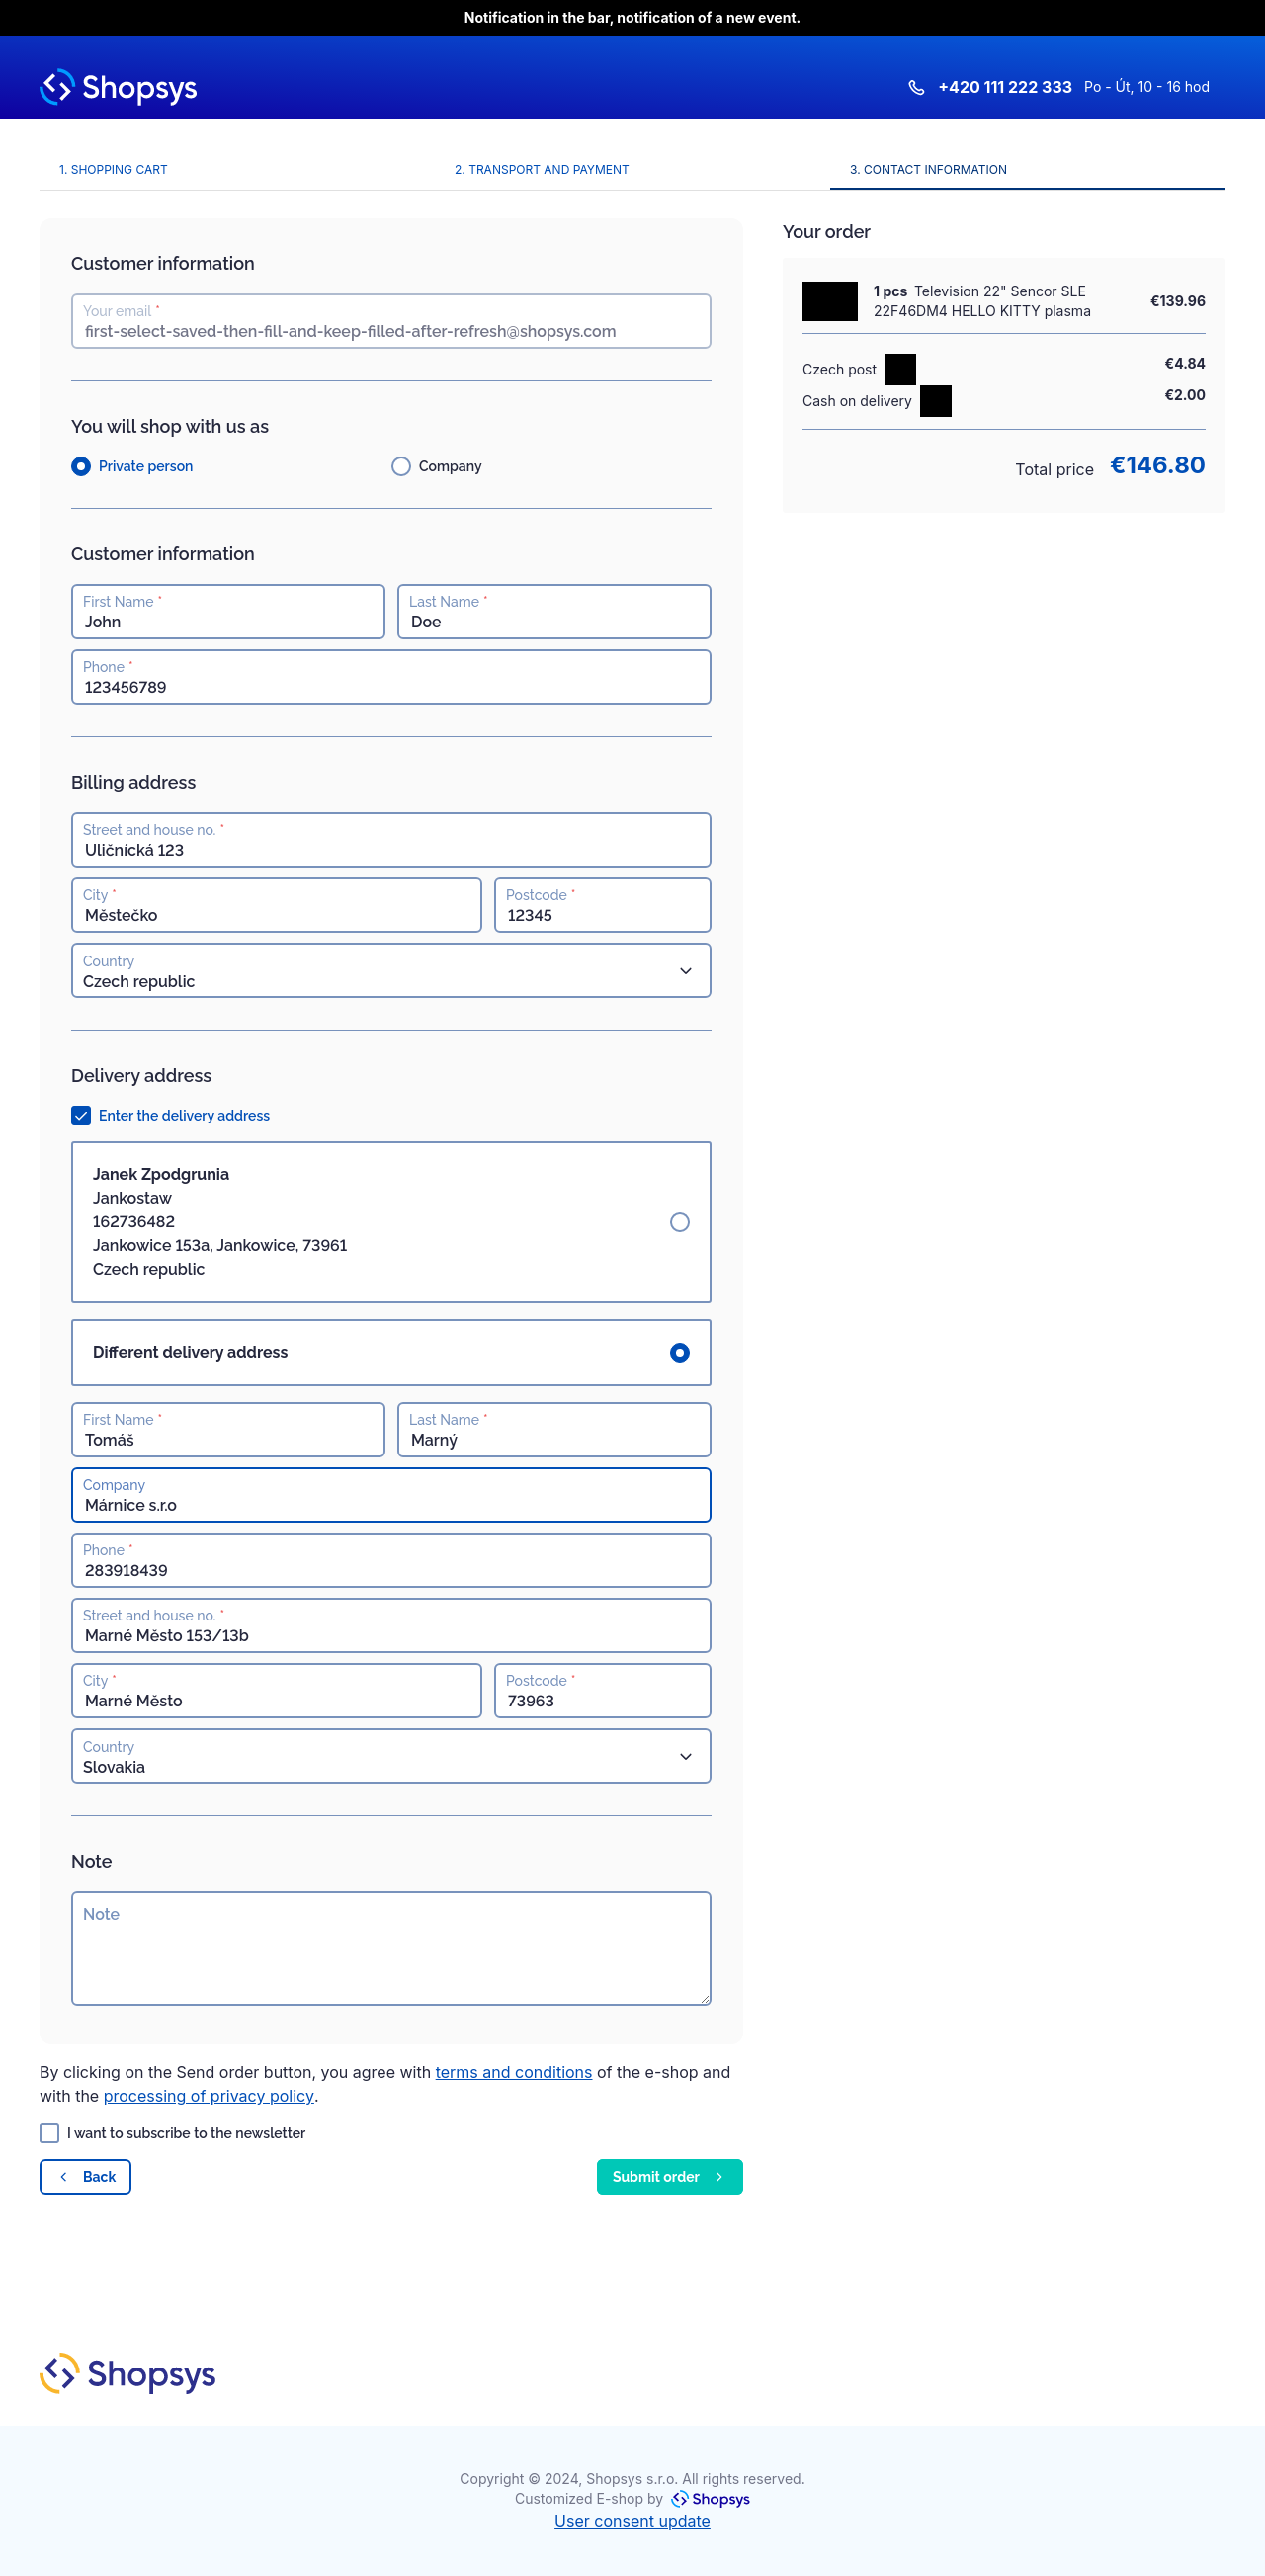 Notification in the bar, notification of a new event.
Shopsys
+420 111 222 333 Po - Út, 10 - 16 hod
1. SHOPPING CART
2. TRANSPORT AND PAYMENT
3. CONTACT INFORMATION
Customer information
Your email *
first-select-saved-then-fill-and-keep-filled-after-refresh@shopsys.com
You will shop with us as
Private person
Company
Customer information
First Name *
John
Last Name *
Doe
Phone *
123456789
Billing address
Street and house no. *
Uličnícká 123
City *
Městečko
Postcode *
12345
Country
Czech republic
Delivery address
Enter the delivery address
Janek Zpodgrunia
Jankostaw
162736482
Jankowice 153a, Jankowice, 73961
Czech republic
Different delivery address
First Name *
Tomáš
Last Name *
Marný
Company
Márnice s.r.o
Phone *
283918439
Street and house no. *
Marné Město 153/13b
City *
Marné Město
Postcode *
73963
Country
Slovakia
Note
Note
By clicking on the Send order button, you agree with terms and conditions of the e-shop and
with the processing of privacy policy.
I want to subscribe to the newsletter
Back
Submit order
Your order
1 pcs Television 22" Sencor SLE
22F46DM4 HELLO KITTY plasma
€139.96
Czech post
€4.84
Cash on delivery
€2.00
Total price €146.80
Shopsys
Copyright © 2024, Shopsys s.r.o. All rights reserved.
Customized E-shop by Shopsys
User consent update